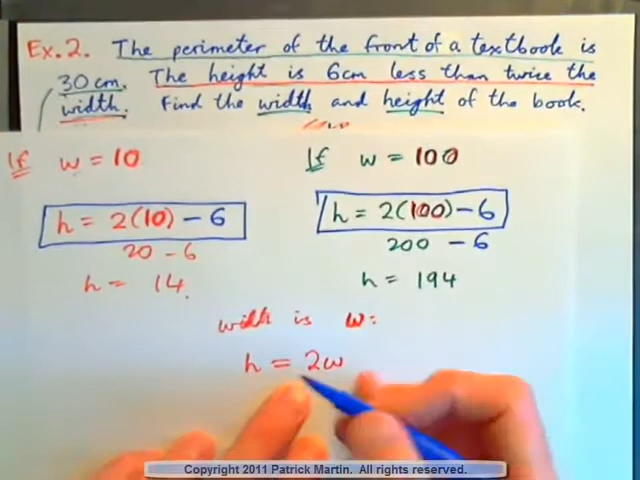 Ex. 2. The perimeter of the front of a textbook is
30 cm. The height is 6cm less than twice the
width. Find the width and height of the book.
If w = 10
h = 2(10) - 6
20 - 6
h = 14.
If w = 100
h = 2(100) - 6
200 - 6
h = 194
width is w:
h = 2w
Copyright 2011 Patrick Martin. All rights reserved.